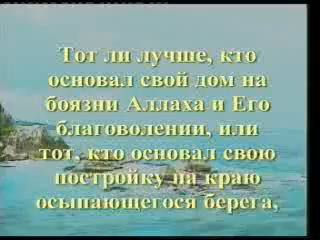 Тот ли лучше, кто
основал свой дом на
боязни Аллаха и Его
благоволении, или
тот, кто основал свою
постройку на краю
осыпающегося берега,